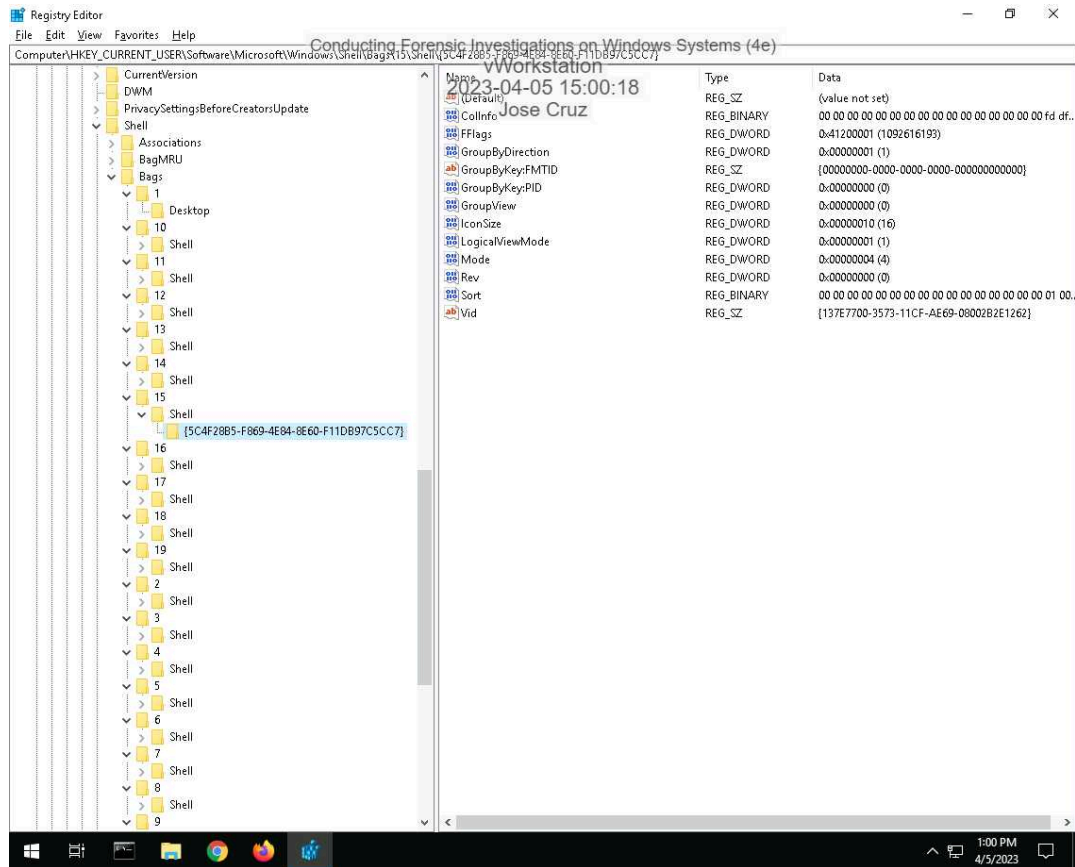 Registry Editor
File Edit View Favorites Help
Conducting Forensic Investigations on Windows Systems (4e)
Computer\HKEY_CURRENT_USER\Software\Microsoft\Windows\Shell\Bags\15\Shell\{5C4F28B5-F869-4E84-8E60-F11DB97C5CC7}
vWorkstation
2023-04-05 15:00:18
Jose Cruz
CurrentVersion
DWM
PrivacySettingsBeforeCreatorsUpdate
Shell
Associations
BagMRU
Bags
1
Desktop
10
Shell
11
Shell
12
Shell
13
Shell
14
Shell
15
Shell
{5C4F28B5-F869-4E84-8E60-F11DB97C5CC7}
16
Shell
17
Shell
18
Shell
19
Shell
2
Shell
3
Shell
4
Shell
5
Shell
6
Shell
7
Shell
8
Shell
9
Name Type Data
(Default) REG_SZ (value not set)
ColInfo REG_BINARY 00 00 00 00 00 00 00 00 00 00 00 00 00 00 00 00 fd df..
FFlags REG_DWORD 0x41200001 (1092616193)
GroupByDirection REG_DWORD 0x00000001 (1)
GroupByKey:FMTID REG_SZ {00000000-0000-0000-0000-000000000000}
GroupByKey:PID REG_DWORD 0x00000000 (0)
GroupView REG_DWORD 0x00000000 (0)
IconSize REG_DWORD 0x00000010 (16)
LogicalViewMode REG_DWORD 0x00000001 (1)
Mode REG_DWORD 0x00000004 (4)
Rev REG_DWORD 0x00000000 (0)
Sort REG_BINARY 00 00 00 00 00 00 00 00 00 00 00 00 00 00 00 00 01 00..
Vid REG_SZ {137E7700-3573-11CF-AE69-08002B2E1262}
1:00 PM
4/5/2023